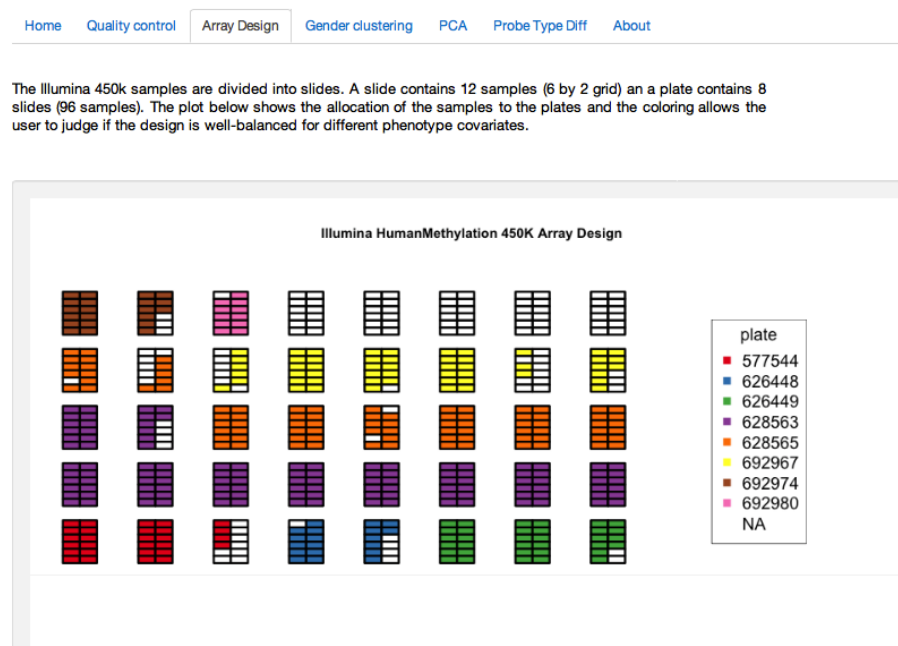 Home Quality control Array Design Gender clustering PCA Probe Type Diff About
The Illumina 450k samples are divided into slides. A slide contains 12 samples (6 by 2 grid) an a plate contains 8
slides (96 samples). The plot below shows the allocation of the samples to the plates and the coloring allows the
user to judge if the design is well-balanced for different phenotype covariates.
Illumina HumanMethylation 450K Array Design
plate
577544
626448
626449
628563
628565
692967
692974
692980
NA